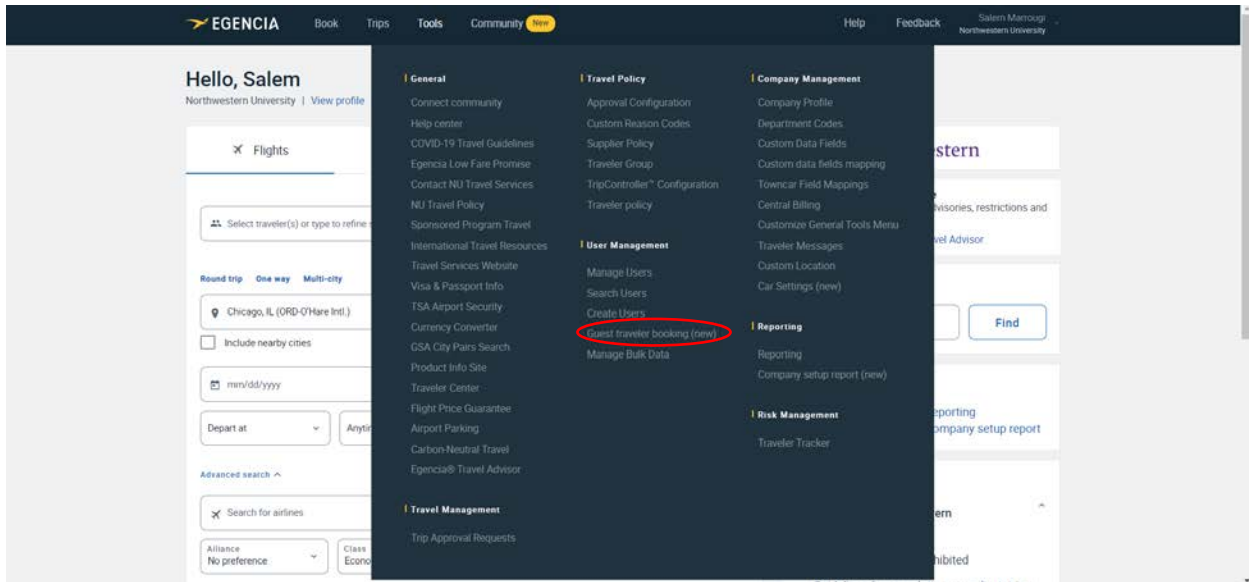 EGENCIA
Book
Trips
Tools
Community New
Help
Feedback
Salem Marrougi
Northwestern University
Hello, Salem
Northwestern University | View profile
Flights
Select traveler(s) or type to refine
Round trip One way Multi-city
Chicago, IL (ORD-O'Hare Intl.)
Include nearby cities
mm/dd/yyyy
Depart at
Anytim
Advanced search
Search for airlines
Alliance
No preference
Class
Econo
General
Connect community
Help center
COVID-19 Travel Guidelines
Egencia Low Fare Promise
Contact NU Travel Services
NU Travel Policy
Sponsored Program Travel
International Travel Resources
Travel Services Website
Visa & Passport Info
TSA Airport Security
Currency Converter
GSA City Pairs Search
Product Info Site
Traveler Center
Flight Price Guarantee
Airport Parking
Carbon-Neutral Travel
Egencia® Travel Advisor
Travel Management
Trip Approval Requests
Travel Policy
Approval Configuration
Custom Reason Codes
Supplier Policy
Traveler Group
TripController™ Configuration
Traveler policy
User Management
Manage Users
Search Users
Create Users
Guest traveler booking (new)
Manage Bulk Data
Company Management
Company Profile
Department Codes
Custom Data Fields
Custom data fields mapping
Towncar Field Mappings
Central Billing
Customize General Tools Menu
Traveler Messages
Custom Location
Car Settings (new)
Reporting
Reporting
Company setup report (new)
Risk Management
Traveler Tracker
stern
lvisories, restrictions and
vel Advisor
Find
eporting
ompany setup report
ern
hibited